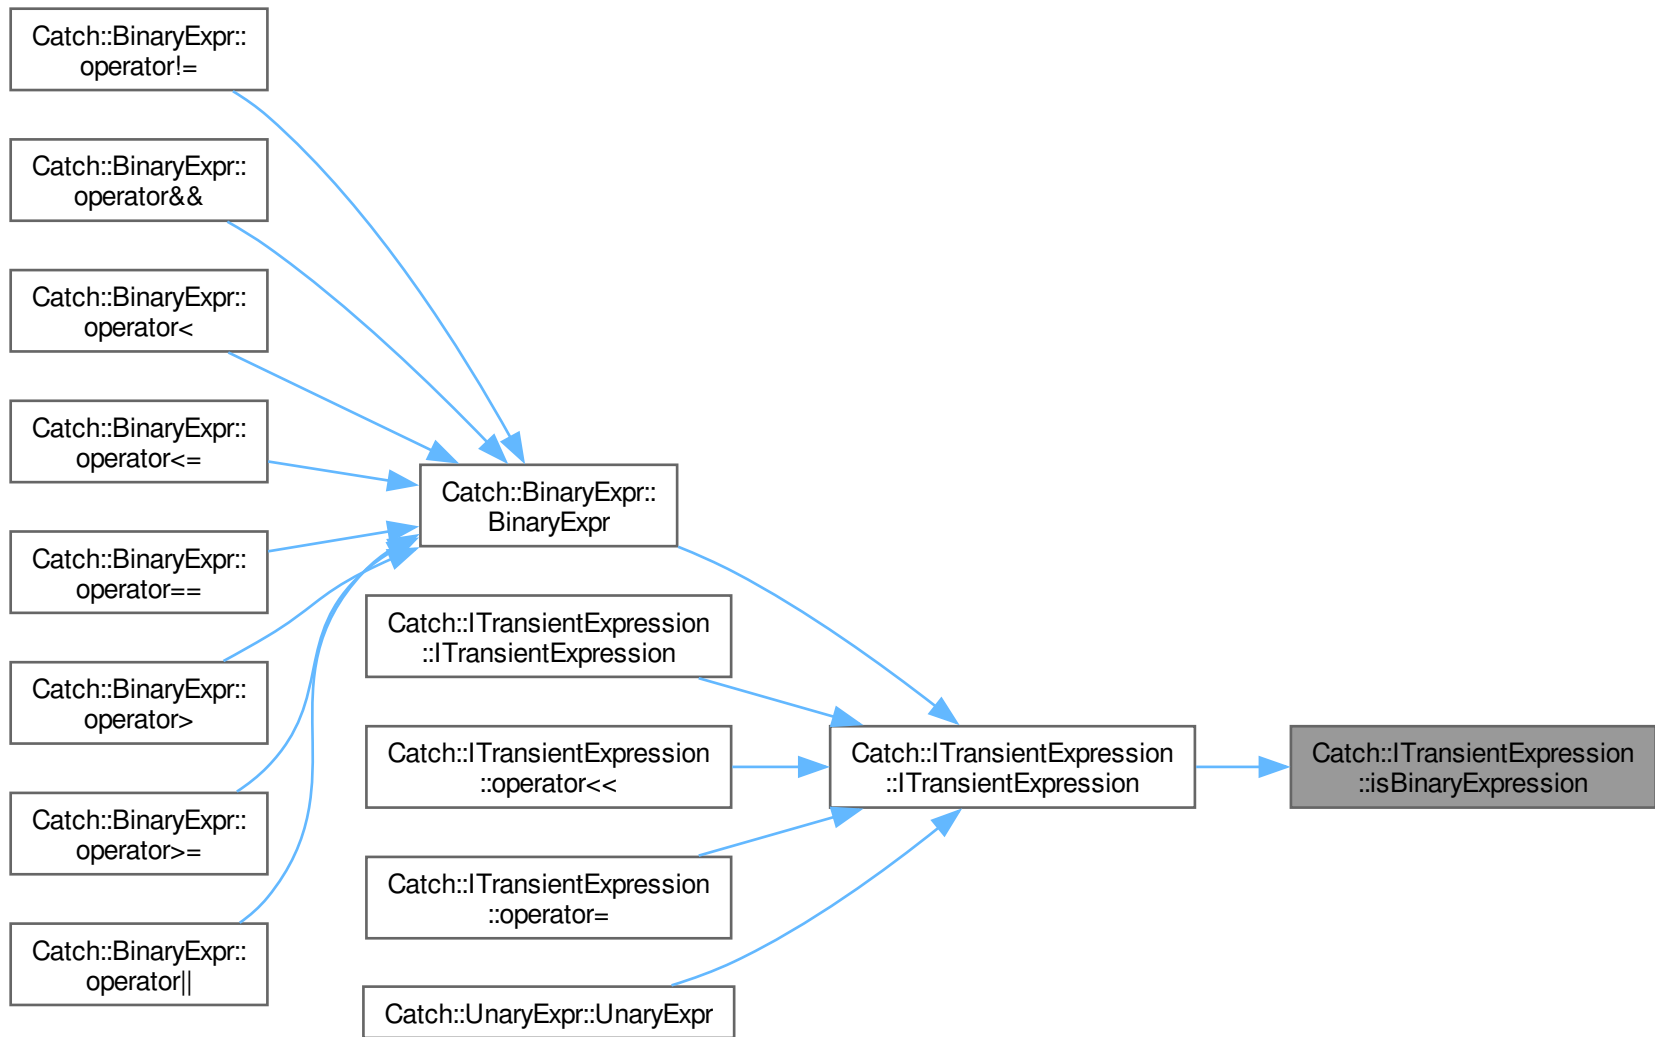 Catch::BinaryExpr::
operator!=
Catch::BinaryExpr::
operator&&
Catch::BinaryExpr::
operator<
Catch::BinaryExpr::
operator<=
Catch::BinaryExpr::
operator==
Catch::BinaryExpr::
operator>
Catch::BinaryExpr::
operator>=
Catch::BinaryExpr::
operator||
Catch::BinaryExpr::
BinaryExpr
Catch::ITransientExpression
::ITransientExpression
Catch::ITransientExpression
::operator<<
Catch::ITransientExpression
::operator=
Catch::UnaryExpr::UnaryExpr
Catch::ITransientExpression
::ITransientExpression
Catch::ITransientExpression
::isBinaryExpression